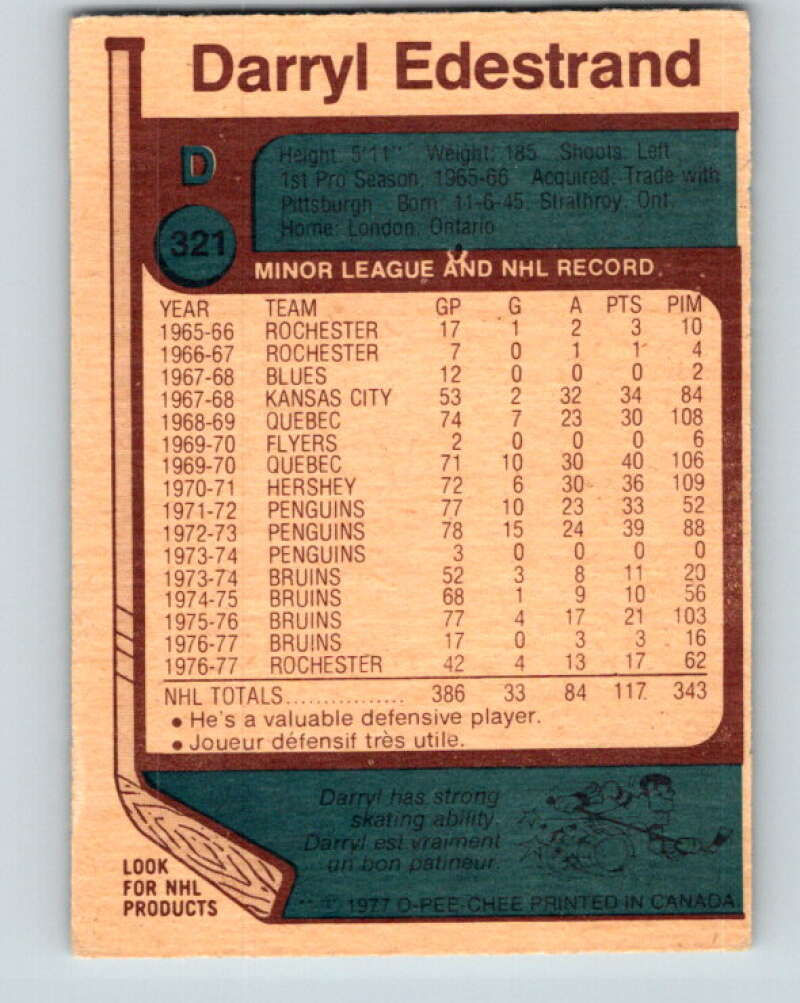 Darryl Edestrand
D
Height: 5'11" Weight: 185 Shoots: Left
1st Pro Season: 1965-66 Acquired: Trade with
Pittsburgh Born: 11-6-45, Strathroy, Ont.
Home: London, Ontario
321
MINOR LEAGUE AND NHL RECORD
YEAR TEAM GP G A PTS PIM
1965-66 ROCHESTER 17 1 2 3 10
1966-67 ROCHESTER 7 0 1 1 4
1967-68 BLUES 12 0 0 0 2
1967-68 KANSAS CITY 53 2 32 34 84
1968-69 QUEBEC 74 7 23 30 108
1969-70 FLYERS 2 0 0 0 6
1969-70 QUEBEC 71 10 30 40 106
1970-71 HERSHEY 72 6 30 36 109
1971-72 PENGUINS 77 10 23 33 52
1972-73 PENGUINS 78 15 24 39 88
1973-74 PENGUINS 3 0 0 0 0
1973-74 BRUINS 52 3 8 11 20
1974-75 BRUINS 68 1 9 10 56
1975-76 BRUINS 77 4 17 21 103
1976-77 BRUINS 17 0 3 3 16
1976-77 ROCHESTER 42 4 13 17 62
NHL TOTALS................ 386 33 84 117 343
• He's a valuable defensive player.
• Joueur défensif très utile.
Darryl has strong
skating ability.
Darryl est vraiment
un bon patineur.
LOOK
FOR NHL
PRODUCTS
** © 1977 O-PEE-CHEE PRINTED IN CANADA